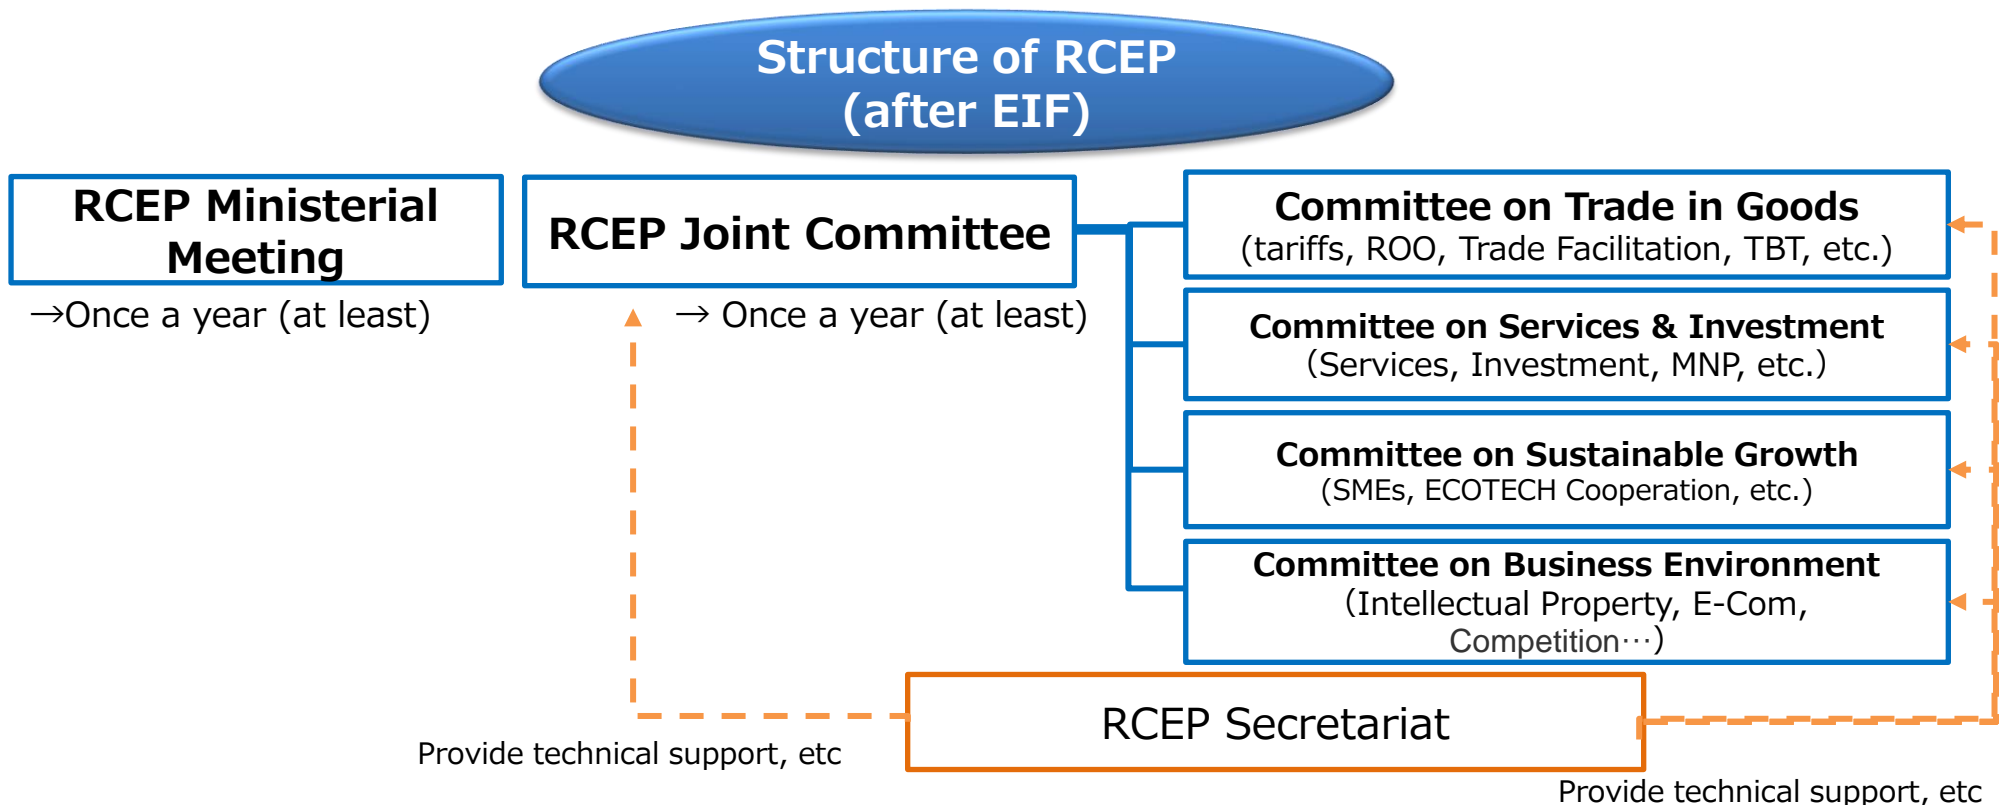 Structure of RCEP
(after EIF)
RCEP Ministerial
Meeting
→Once a year (at least)
RCEP Joint Committee
→ Once a year (at least)
Committee on Trade in Goods
(tariffs, ROO, Trade Facilitation, TBT, etc.)
Committee on Services & Investment
(Services, Investment, MNP, etc.)
Committee on Sustainable Growth
(SMEs, ECOTECH Cooperation, etc.)
Committee on Business Environment
(Intellectual Property, E-Com,
Competition…)
RCEP Secretariat
Provide technical support, etc
Provide technical support, etc